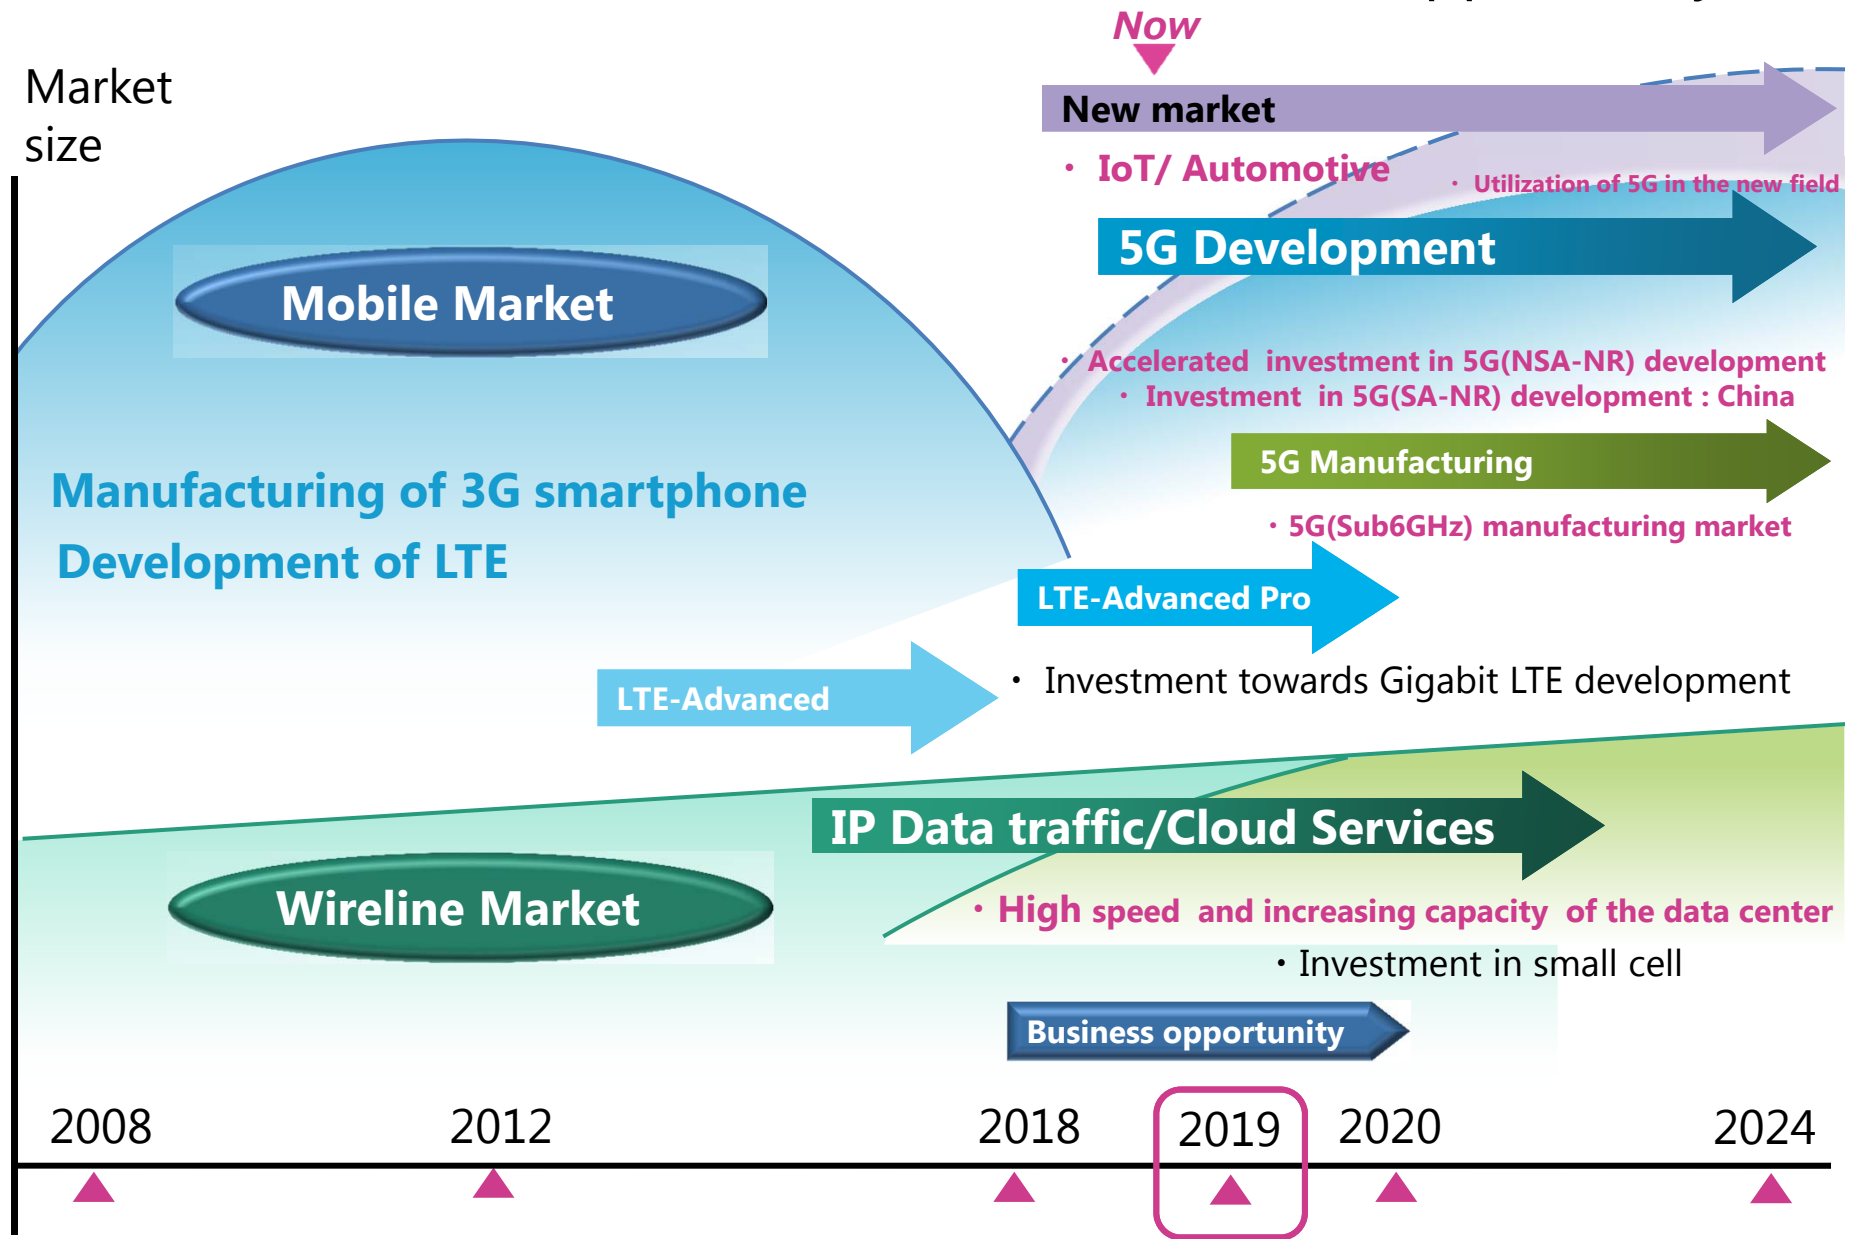 Now
Market
size
New market
・ IoT/ Automotive
・ Utilization of 5G in the new field
5G Development
Mobile Market
・ Accelerated investment in 5G(NSA-NR) development
・ Investment in 5G(SA-NR) development : China
5G Manufacturing
・5G(Sub6GHz) manufacturing market
Manufacturing of 3G smartphone
Development of LTE
LTE-Advanced Pro
・ Investment towards Gigabit LTE development
LTE-Advanced
IP Data traffic/Cloud Services
Wireline Market
・High speed and increasing capacity of the data center
・Investment in small cell
Business opportunity
2008 2012 2018 2019 2020 2024